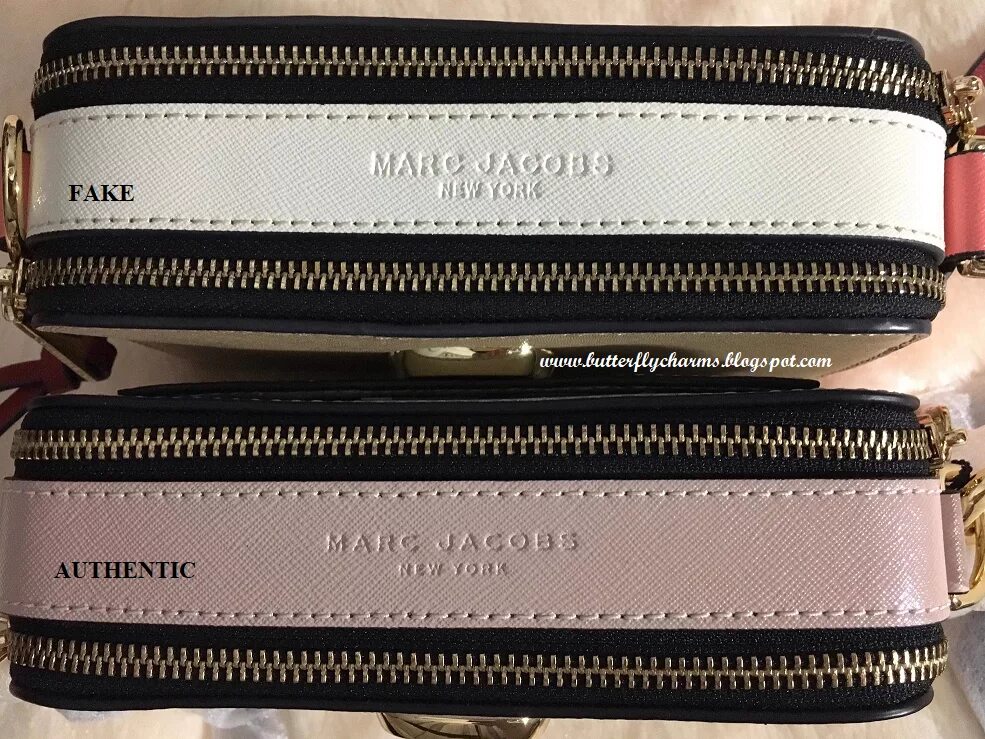 MARC JACOBS
NEW YORK
FAKE
www.butterflycharms.blogspot.com
MARC JACOBS
NEW YORK
AUTHENTIC